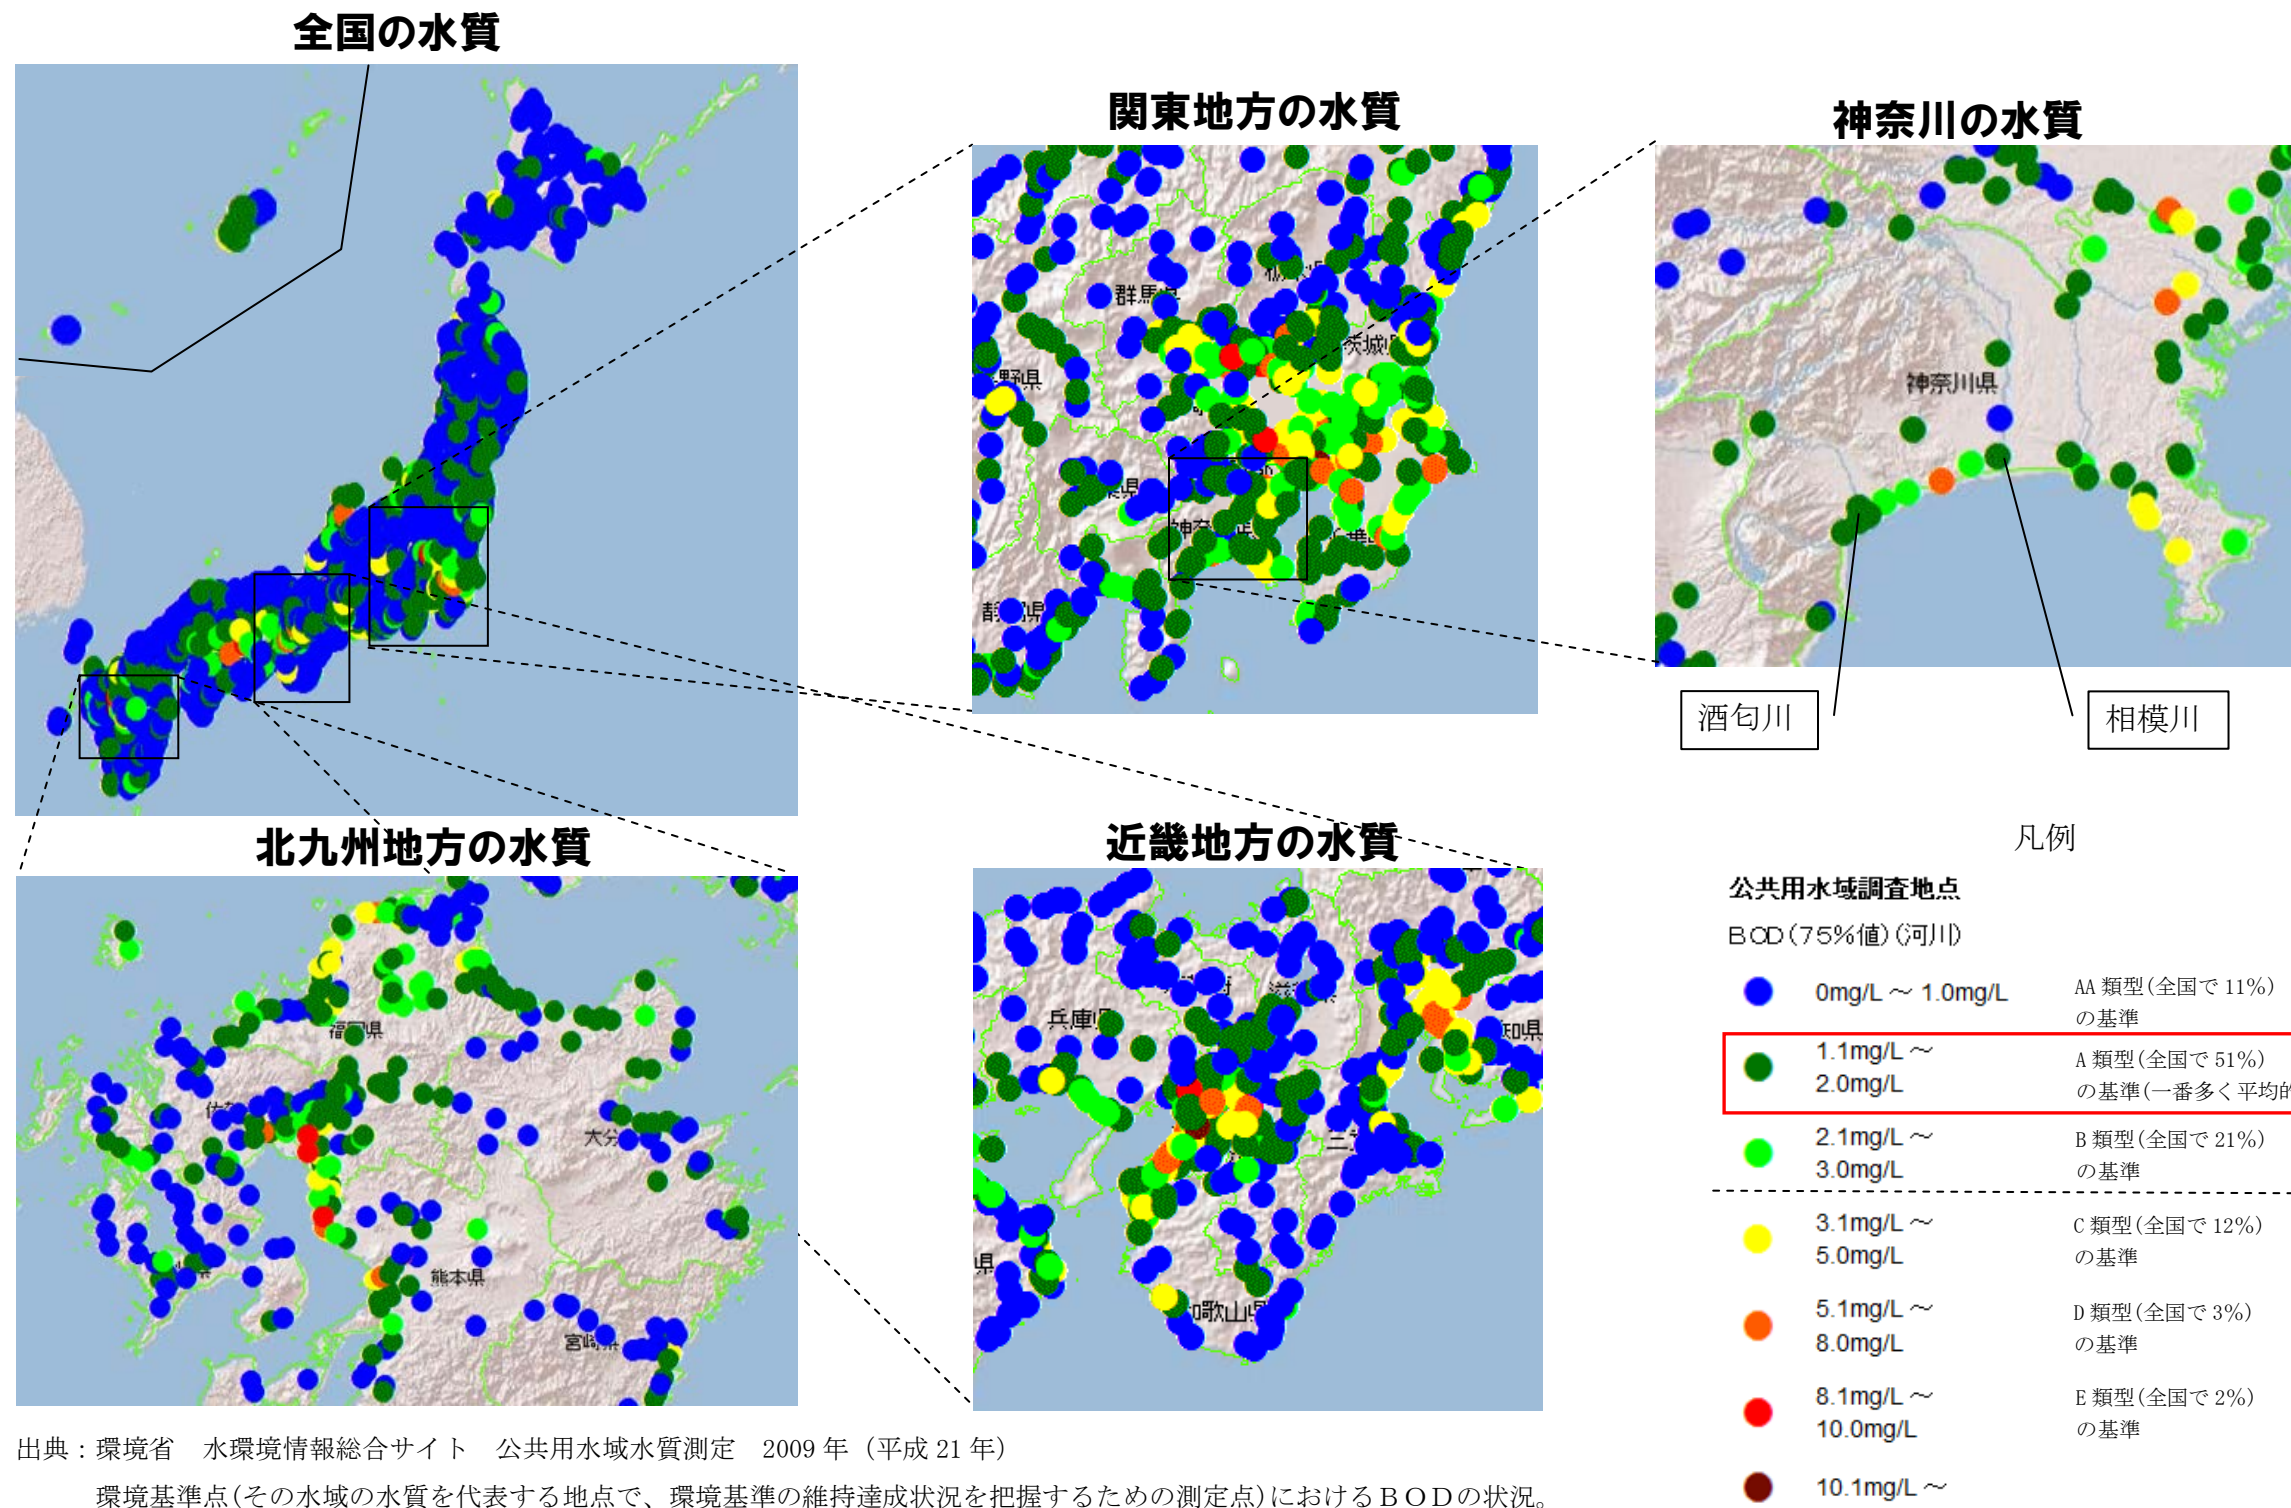 全国の水質
関東地方の水質
神奈川の水質
群馬県
茨城県
神奈川県
酒匂川
相模川
北九州地方の水質
近畿地方の水質
福岡県
大分
熊本県
宮崎県
兵庫県
凡例
公共用水域調査地点
BOD(75%値)(河川)
0mg/L ～ 1.0mg/L
AA 類型(全国で 11%)
の基準
1.1mg/L ～
2.0mg/L
A 類型(全国で 51%)
の基準(一番多く平均的
2.1mg/L ～
3.0mg/L
B 類型(全国で 21%)
の基準
3.1mg/L ～
5.0mg/L
C 類型(全国で 12%)
の基準
5.1mg/L ～
8.0mg/L
D 類型(全国で 3%)
の基準
8.1mg/L ～
10.0mg/L
E 類型(全国で 2%)
の基準
10.1mg/L ～
出典：環境省　水環境情報総合サイト　公共用水域水質測定　2009 年（平成 21 年）
環境基準点(その水域の水質を代表する地点で、環境基準の維持達成状況を把握するための測定点)におけるＢＯＤの状況。